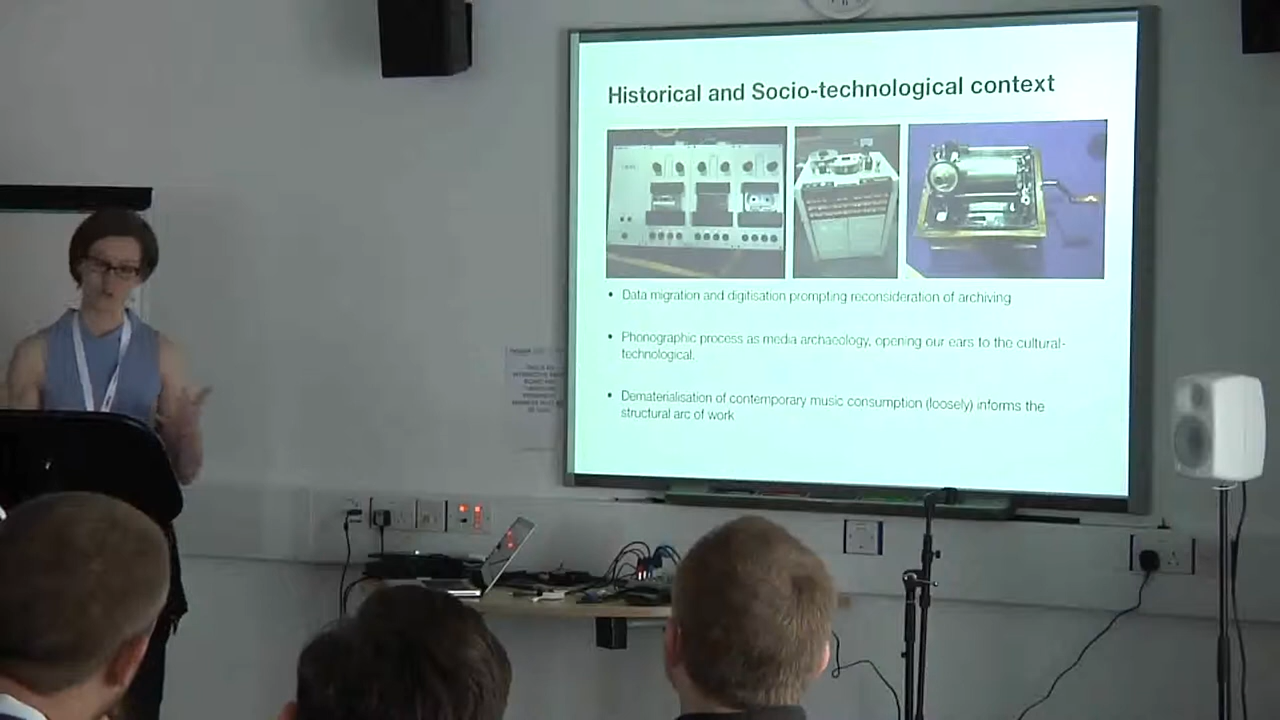 Historical and Socio-technological context
• Data migration and digitisation prompting reconsideration of archiving
• Phonographic process as media archaeology, opening our ears to the cultural-
technological.
• Dematerialisation of contemporary music consumption (loosely) informs the
structural arc of work